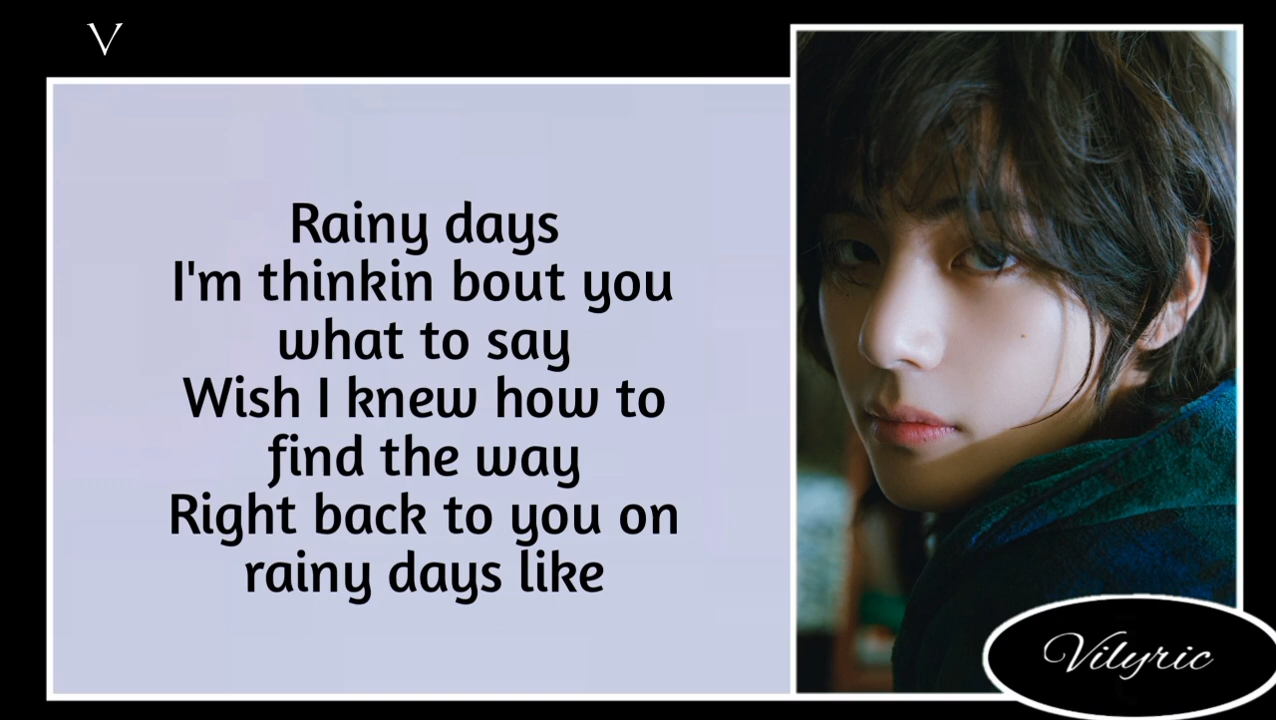 V
Rainy days
I'm thinkin bout you
what to say
Wish I knew how to
find the way
Right back to you on
rainy days like
Vilyric